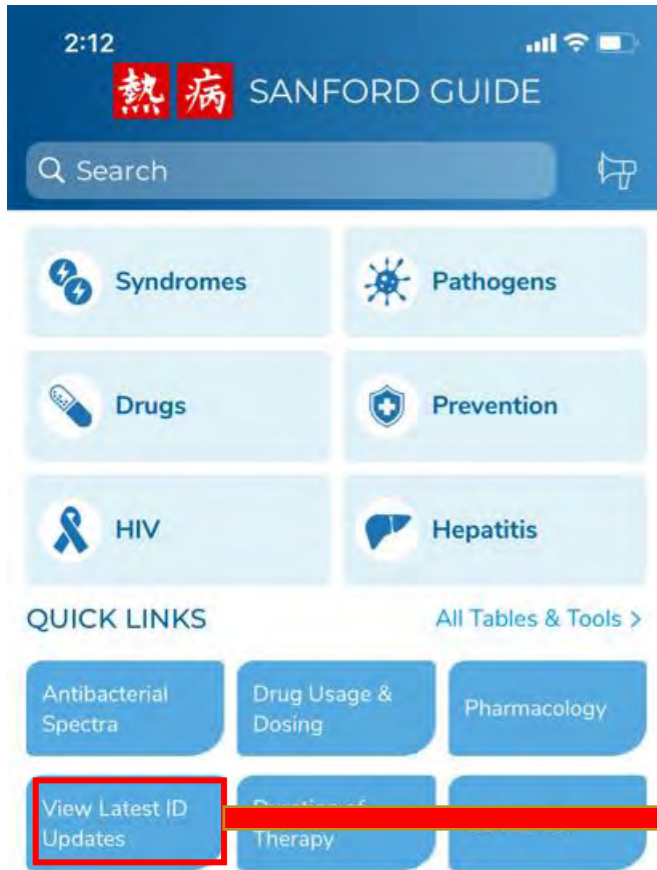 2:12
熱 病 SANFORD GUIDE
Search
Syndromes
Pathogens
Drugs
Prevention
HIV
Hepatitis
QUICK LINKS
All Tables & Tools >
Antibacterial
Spectra
Drug Usage &
Dosing
Pharmacology
View Latest ID
Updates
Therapy